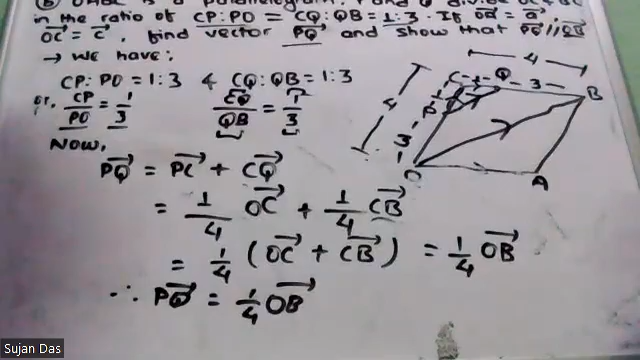 in the ratio of CP:PO = CQ:QB = 1:3. If OA = a,
OC = c, find vector PQ and show that PQ // OB
→ We have:
CP:PO = 1:3 & CQ:QB = 1:3
or, CP/PO = 1/3 CQ/QB = 1/3
Now,
PQ = PC + CQ
= 1/4 OC + 1/4 CB
= 1/4 (OC + CB) = 1/4 OB
∴ PQ = 1/4 OB
4
C 1 Q 3 B
4
1
P
3
O A
Sujan Das